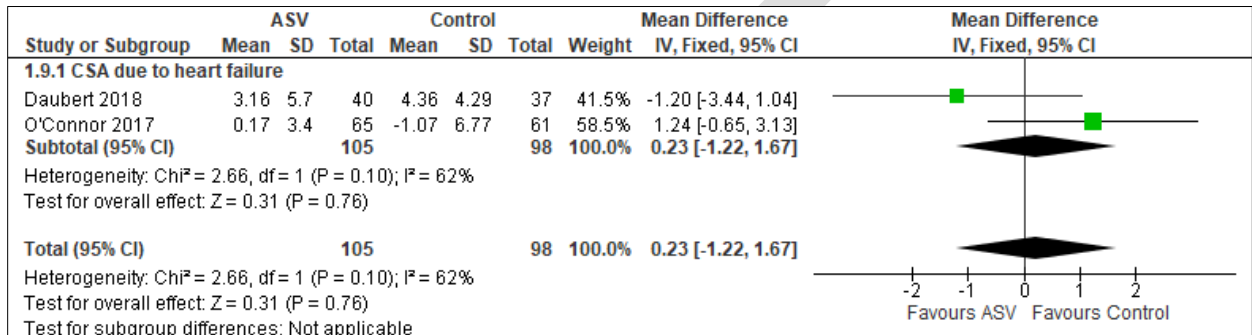 ASV Control Mean Difference Mean Difference
Study or Subgroup Mean SD Total Mean SD Total Weight IV, Fixed, 95% CI IV, Fixed, 95% CI
1.9.1 CSA due to heart failure
Daubert 2018 3.16 5.7 40 4.36 4.29 37 41.5% -1.20 [-3.44, 1.04]
O'Connor 2017 0.17 3.4 65 -1.07 6.77 61 58.5% 1.24 [-0.65, 3.13]
Subtotal (95% CI) 105 98 100.0% 0.23 [-1.22, 1.67]
Heterogeneity: Chi² = 2.66, df = 1 (P = 0.10); I² = 62%
Test for overall effect: Z = 0.31 (P = 0.76)
Total (95% CI) 105 98 100.0% 0.23 [-1.22, 1.67]
Heterogeneity: Chi² = 2.66, df = 1 (P = 0.10); I² = 62%
Test for overall effect: Z = 0.31 (P = 0.76)
Test for subgroup differences: Not applicable
-2 -1 0 1 2
Favours ASV Favours Control